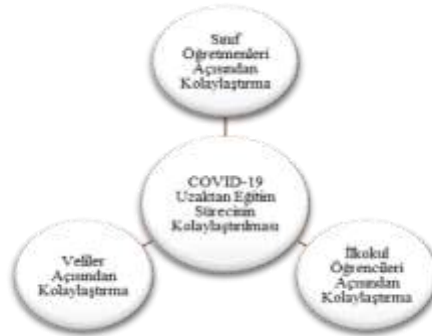 Sınıf
Öğretmenleri
Açısından
Kolaylaştırma
COVID-19
Uzaktan Eğitim
Sürecinin
Kolaylaştırılması
Veliler
Açısından
Kolaylaştırma
İlkokul
Öğrencileri
Açısından
Kolaylaştırma